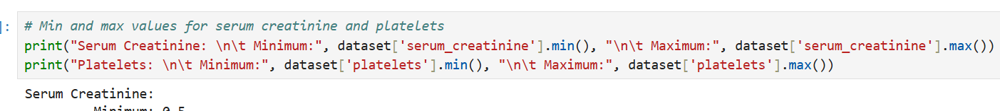 ]:
# Min and max values for serum creatinine and platelets
print("Serum Creatinine: \n\t Minimum:", dataset['serum_creatinine'].min(), "\n\t Maximum:", dataset['serum_creatinine'].max())
print("Platelets: \n\t Minimum:", dataset['platelets'].min(), "\n\t Maximum:", dataset['platelets'].max())
Serum Creatinine:
Minimum: 0.5